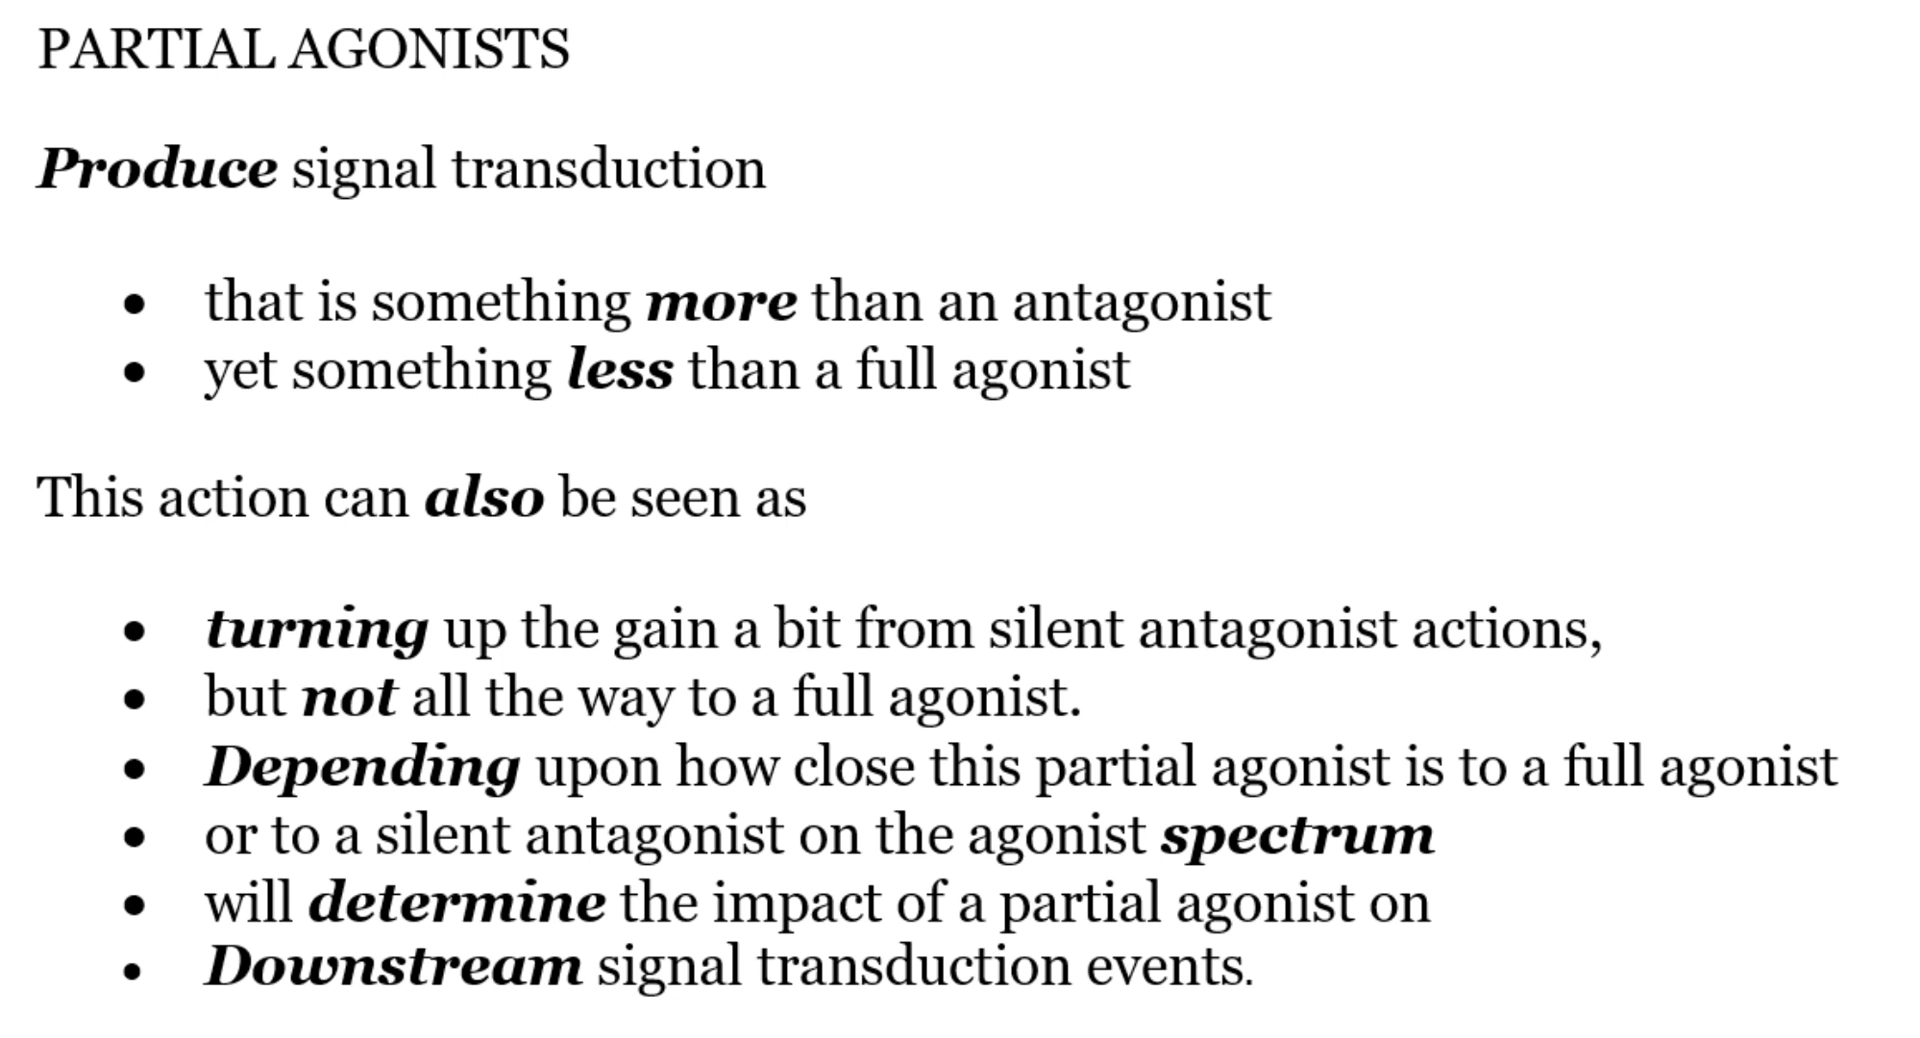 PARTIAL AGONISTS
Produce signal transduction
• that is something more than an antagonist
• yet something less than a full agonist
This action can also be seen as
• turning up the gain a bit from silent antagonist actions,
• but not all the way to a full agonist.
• Depending upon how close this partial agonist is to a full agonist
• or to a silent antagonist on the agonist spectrum
• will determine the impact of a partial agonist on
• Downstream signal transduction events.